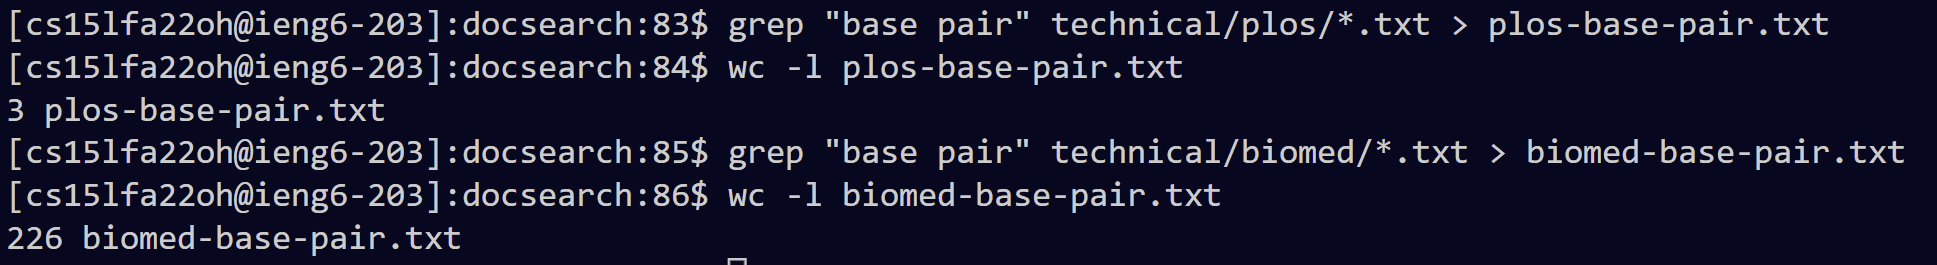 [cs15lfa22oh@ieng6-203]:docsearch:83$ grep "base pair" technical/plos/*.txt > plos-base-pair.txt
[cs15lfa22oh@ieng6-203]:docsearch:84$ wc -l plos-base-pair.txt
3 plos-base-pair.txt
[cs15lfa22oh@ieng6-203]:docsearch:85$ grep "base pair" technical/biomed/*.txt > biomed-base-pair.txt
[cs15lfa22oh@ieng6-203]:docsearch:86$ wc -l biomed-base-pair.txt
226 biomed-base-pair.txt